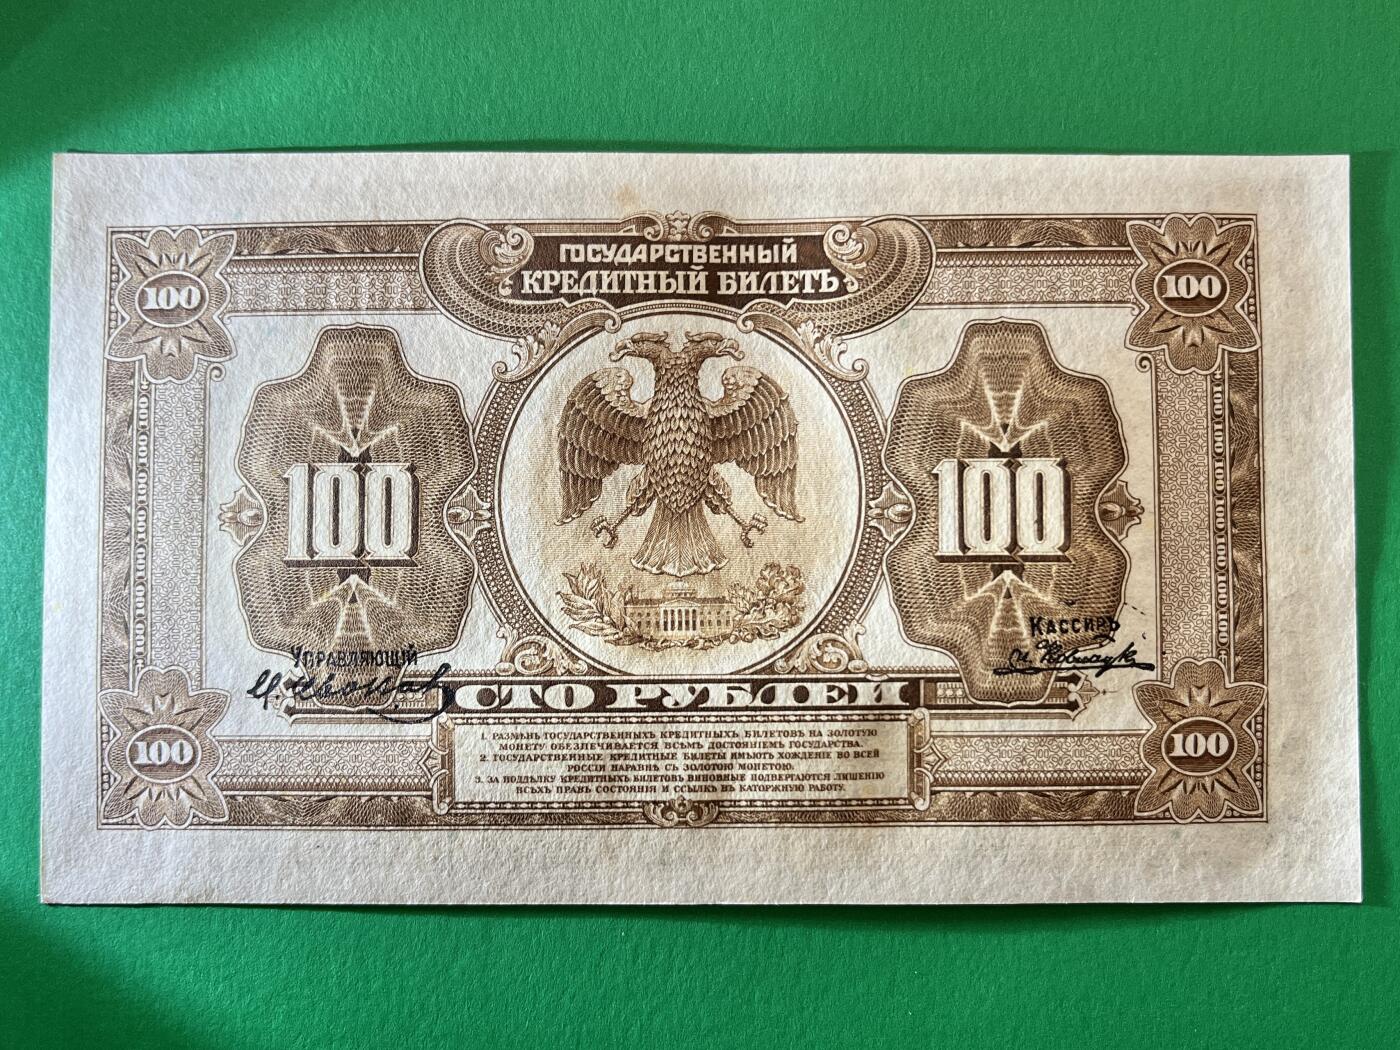 ГОСУДАРСТВЕННЫЙ
КРЕДИТНЫЙ БИЛЕТЪ
100
100
100
100
УПРАВЛЯЮЩІЙ
КАССИРЪ
СТО РУБЛЕЙ
1. РАЗМѢНЪ ГОСУДАРСТВЕННЫХЪ КРЕДИТНЫХЪ БИЛЕТОВЪ НА ЗОЛОТУЮ
МОНЕТУ ОБЕЗПЕЧИВАЕТСЯ ВСѢМЪ ДОСТОЯНІЕМЪ ГОСУДАРСТВА.
2. ГОСУДАРСТВЕННЫЕ КРЕДИТНЫЕ БИЛЕТЫ ИМѢЮТЪ ХОЖДЕНІЕ ВО ВСЕЙ
РОССІИ НАРАВНѢ СЪ ЗОЛОТОЮ МОНЕТОЮ.
3. ЗА ПОДДѢЛКУ КРЕДИТНЫХЪ БИЛЕТОВЪ ВИНОВНЫЕ ПОДВЕРГАЮТСЯ ЛИШЕНІЮ
ВСѢХЪ ПРАВЪ СОСТОЯНІЯ И ССЫЛКѢ ВЪ КАТОРЖНУЮ РАБОТУ.
100
100